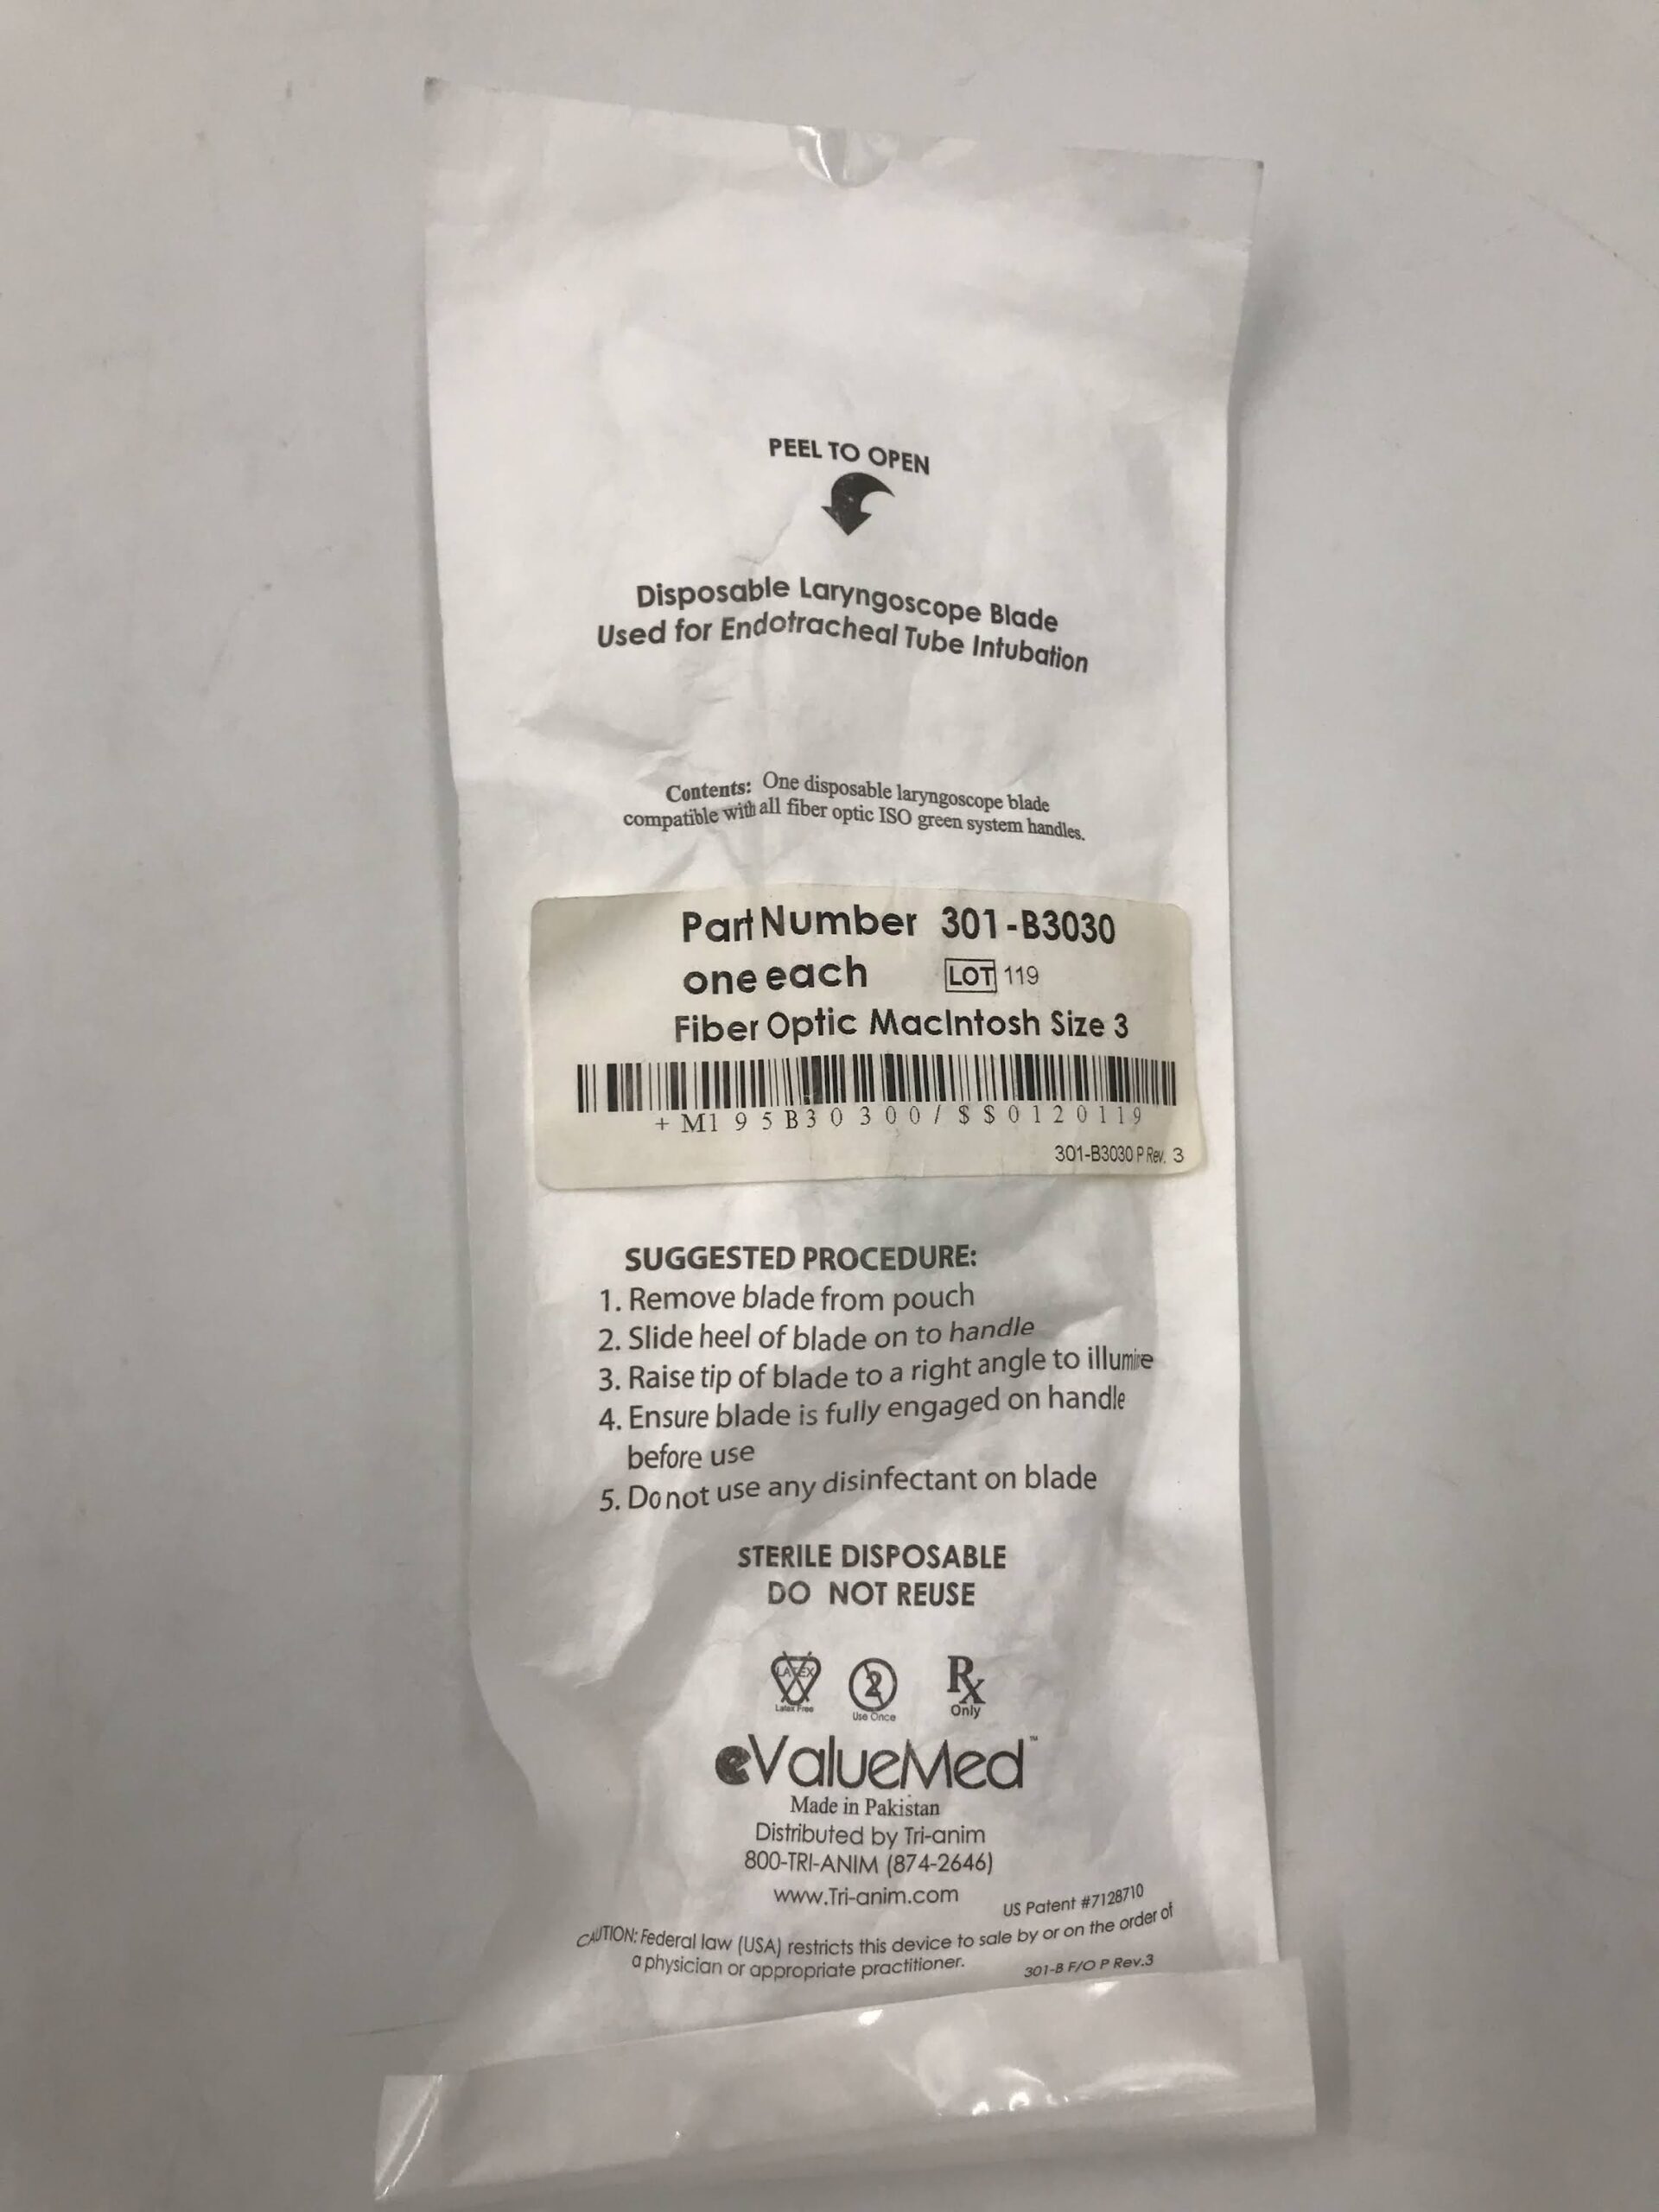 PEEL TO OPEN
Disposable Laryngoscope Blade
Used for Endotracheal Tube Intubation
Contents: One disposable laryngoscope blade
compatible with all fiber optic ISO green system handles.
Part Number 301-B3030
one each LOT 119
Fiber Optic MacIntosh Size 3
+M195B30300/$$0120119
301-B3030 P Rev. 3
SUGGESTED PROCEDURE:
1. Remove blade from pouch
2. Slide heel of blade on to handle
3. Raise tip of blade to a right angle to illumine
4. Ensure blade is fully engaged on handle
before use
5. Do not use any disinfectant on blade
STERILE DISPOSABLE
DO NOT REUSE
LATEX 2 Rx
Latex Free Use Once Only
eValueMed™
Made in Pakistan
Distributed by Tri-anim
800-TRI-ANIM (874-2646)
www.Tri-anim.com US Patent #7128710
CAUTION: Federal law (USA) restricts this device to sale by or on the order of
a physician or appropriate practitioner. 301-B F/O P Rev.3